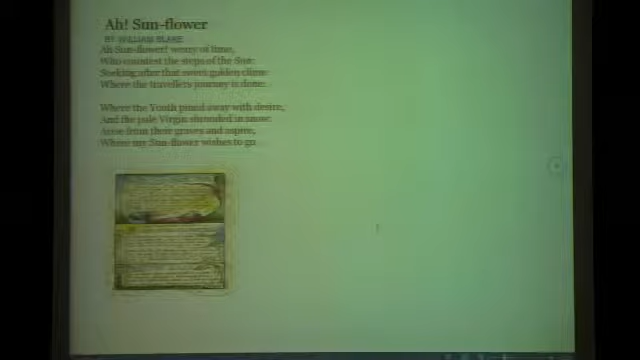 Ah! Sun-flower
BY WILLIAM BLAKE
Ah Sun-flower! weary of time,
Who countest the steps of the Sun:
Seeking after that sweet golden clime
Where the travellers journey is done.
Where the Youth pined away with desire,
And the pale Virgin shrouded in snow:
Arise from their graves and aspire,
Where my Sun-flower wishes to go